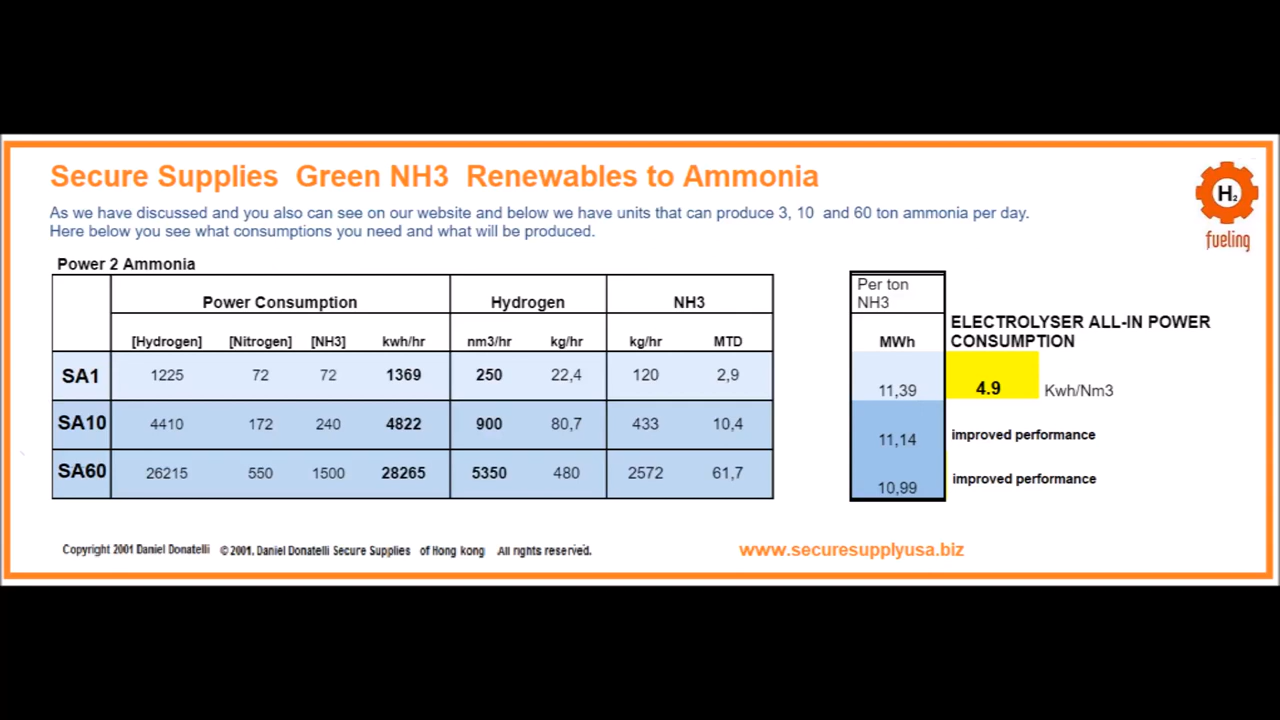 Secure Supplies Green NH3 Renewables to Ammonia
H2
fueling
As we have discussed and you also can see on our website and below we have units that can produce 3, 10 and 60 ton ammonia per day.
Here below you see what consumptions you need and what will be produced.
Power 2 Ammonia
Power Consumption Hydrogen NH3
[Hydrogen] [Nitrogen] [NH3] kwh/hr nm3/hr kg/hr kg/hr MTD
SA1 1225 72 72 1369 250 22,4 120 2,9
SA10 4410 172 240 4822 900 80,7 433 10,4
SA60 26215 550 1500 28265 5350 480 2572 61,7
Per ton
NH3
MWh
11,39
11,14
10,99
ELECTROLYSER ALL-IN POWER
CONSUMPTION
4.9 Kwh/Nm3
improved performance
improved performance
Copyright 2001 Daniel Donatelli © 2001, Daniel Donatelli Secure Supplies of Hong kong All rights reserved.
www.securesupplyusa.biz